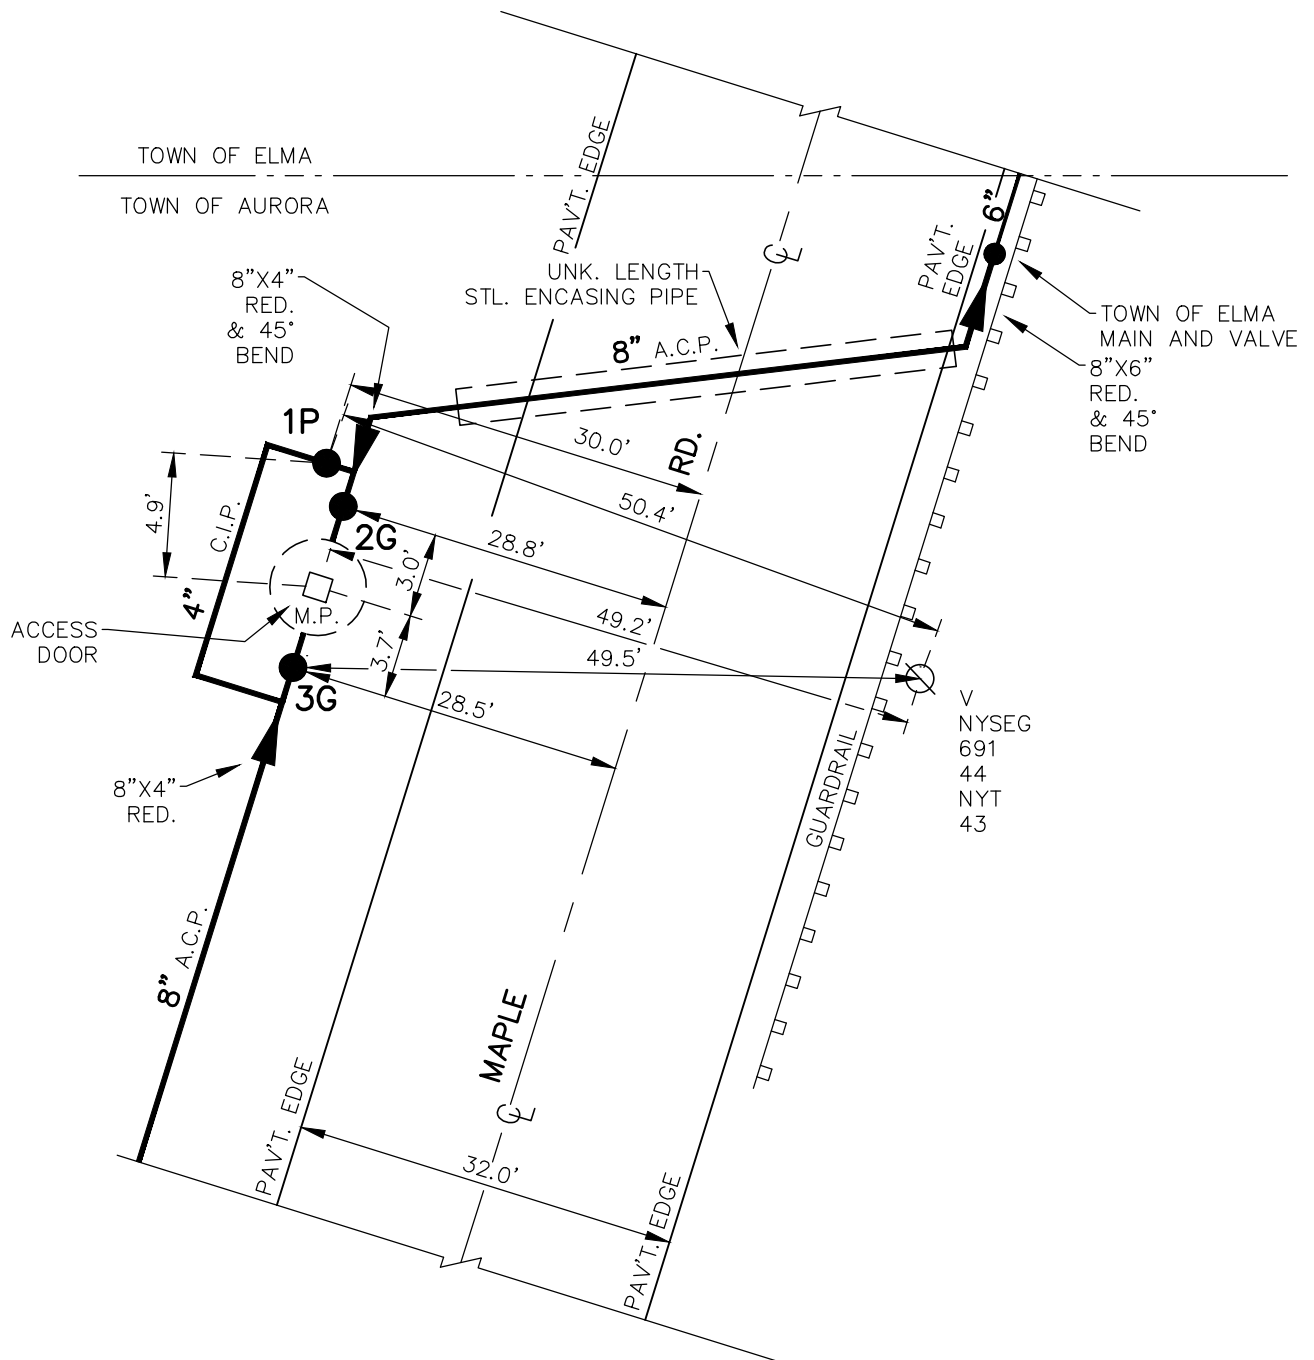 TOWN OF ELMA
TOWN OF AURORA
PAV'T. EDGE
6"
PAV'T.
EDGE
℄
8"X4"
RED.
& 45°
BEND
UNK. LENGTH
STL. ENCASING PIPE
8" A.C.P.
TOWN OF ELMA
MAIN AND VALVE
8"X6"
RED.
& 45°
BEND
1P
30.0'
RD.
50.4'
4.9'
C.I.P.
4"
2G
28.8'
3.0'
M.P.
ACCESS
DOOR
49.2'
49.5'
3.7'
3G
28.5'
V
NYSEG
691
44
NYT
43
8"X4"
RED.
GUARDRAIL
8" A.C.P.
MAPLE
℄
PAV'T. EDGE
32.0'
PAV'T. EDGE